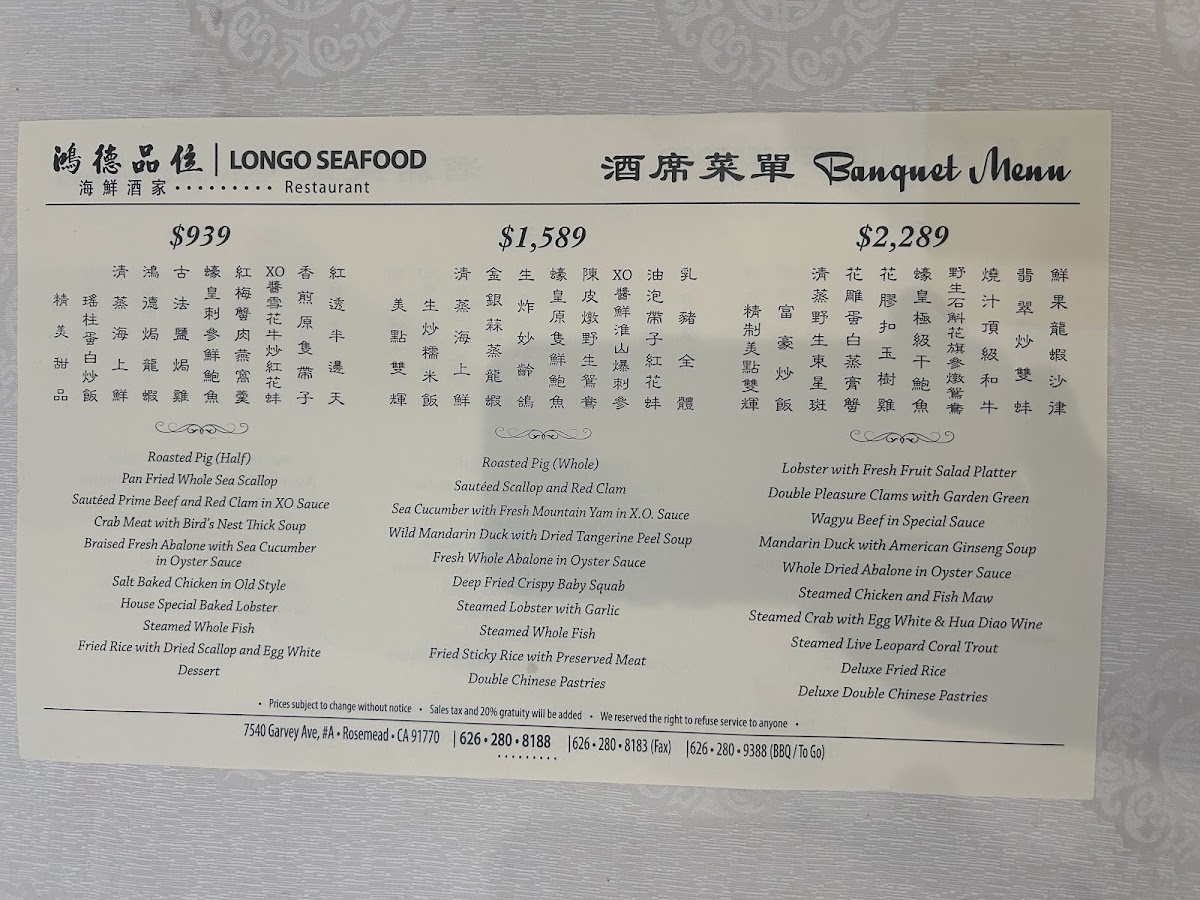 鴻德品位 | LONGO SEAFOOD
海鮮酒家 ········· Restaurant
酒席菜單 Banquet Menu
$939
紅透半邊天
香煎原隻帶子
XO醬雪花牛炒紅花蚌
紅梅蟹肉燕窩羹
蠔皇刺參鮮鮑魚
古法鹽焗雞
鴻德焗龍蝦
清蒸海上鮮
瑤柱蛋白炒飯
精美甜品
Roasted Pig (Half)
Pan Fried Whole Sea Scallop
Sautéed Prime Beef and Red Clam in XO Sauce
Crab Meat with Bird's Nest Thick Soup
Braised Fresh Abalone with Sea Cucumber
in Oyster Sauce
Salt Baked Chicken in Old Style
House Special Baked Lobster
Steamed Whole Fish
Fried Rice with Dried Scallop and Egg White
Dessert
$1,589
乳豬全體
油泡帶子紅花蚌
XO醬鮮淮山爆刺參
陳皮燉野生鴛鴦
蠔皇原隻鮮鮑魚
生炸妙齡鴿
金銀蒜蒸龍蝦
清蒸海上鮮
生炒糯米飯
美點雙輝
Roasted Pig (Whole)
Sautéed Scallop and Red Clam
Sea Cucumber with Fresh Mountain Yam in X.O. Sauce
Wild Mandarin Duck with Dried Tangerine Peel Soup
Fresh Whole Abalone in Oyster Sauce
Deep Fried Crispy Baby Squab
Steamed Lobster with Garlic
Steamed Whole Fish
Fried Sticky Rice with Preserved Meat
Double Chinese Pastries
$2,289
鮮果龍蝦沙津
翡翠炒雙蚌
燒汁頂級和牛
野生石斛花旗參燉鴛鴦
蠔皇極級干鮑魚
花膠扣玉樹雞
花雕蛋白蒸膏蟹
清蒸野生東星斑
富豪炒飯
精制美點雙輝
Lobster with Fresh Fruit Salad Platter
Double Pleasure Clams with Garden Green
Wagyu Beef in Special Sauce
Mandarin Duck with American Ginseng Soup
Whole Dried Abalone in Oyster Sauce
Steamed Chicken and Fish Maw
Steamed Crab with Egg White & Hua Diao Wine
Steamed Live Leopard Coral Trout
Deluxe Fried Rice
Deluxe Double Chinese Pastries
• Prices subject to change without notice • Sales tax and 20% gratuity will be added • We reserved the right to refuse service to anyone •
7540 Garvey Ave, #A • Rosemead • CA 91770 | 626 • 280 • 8188 | 626 • 280 • 8183 (Fax) | 626 • 280 • 9388 (BBQ / To Go)